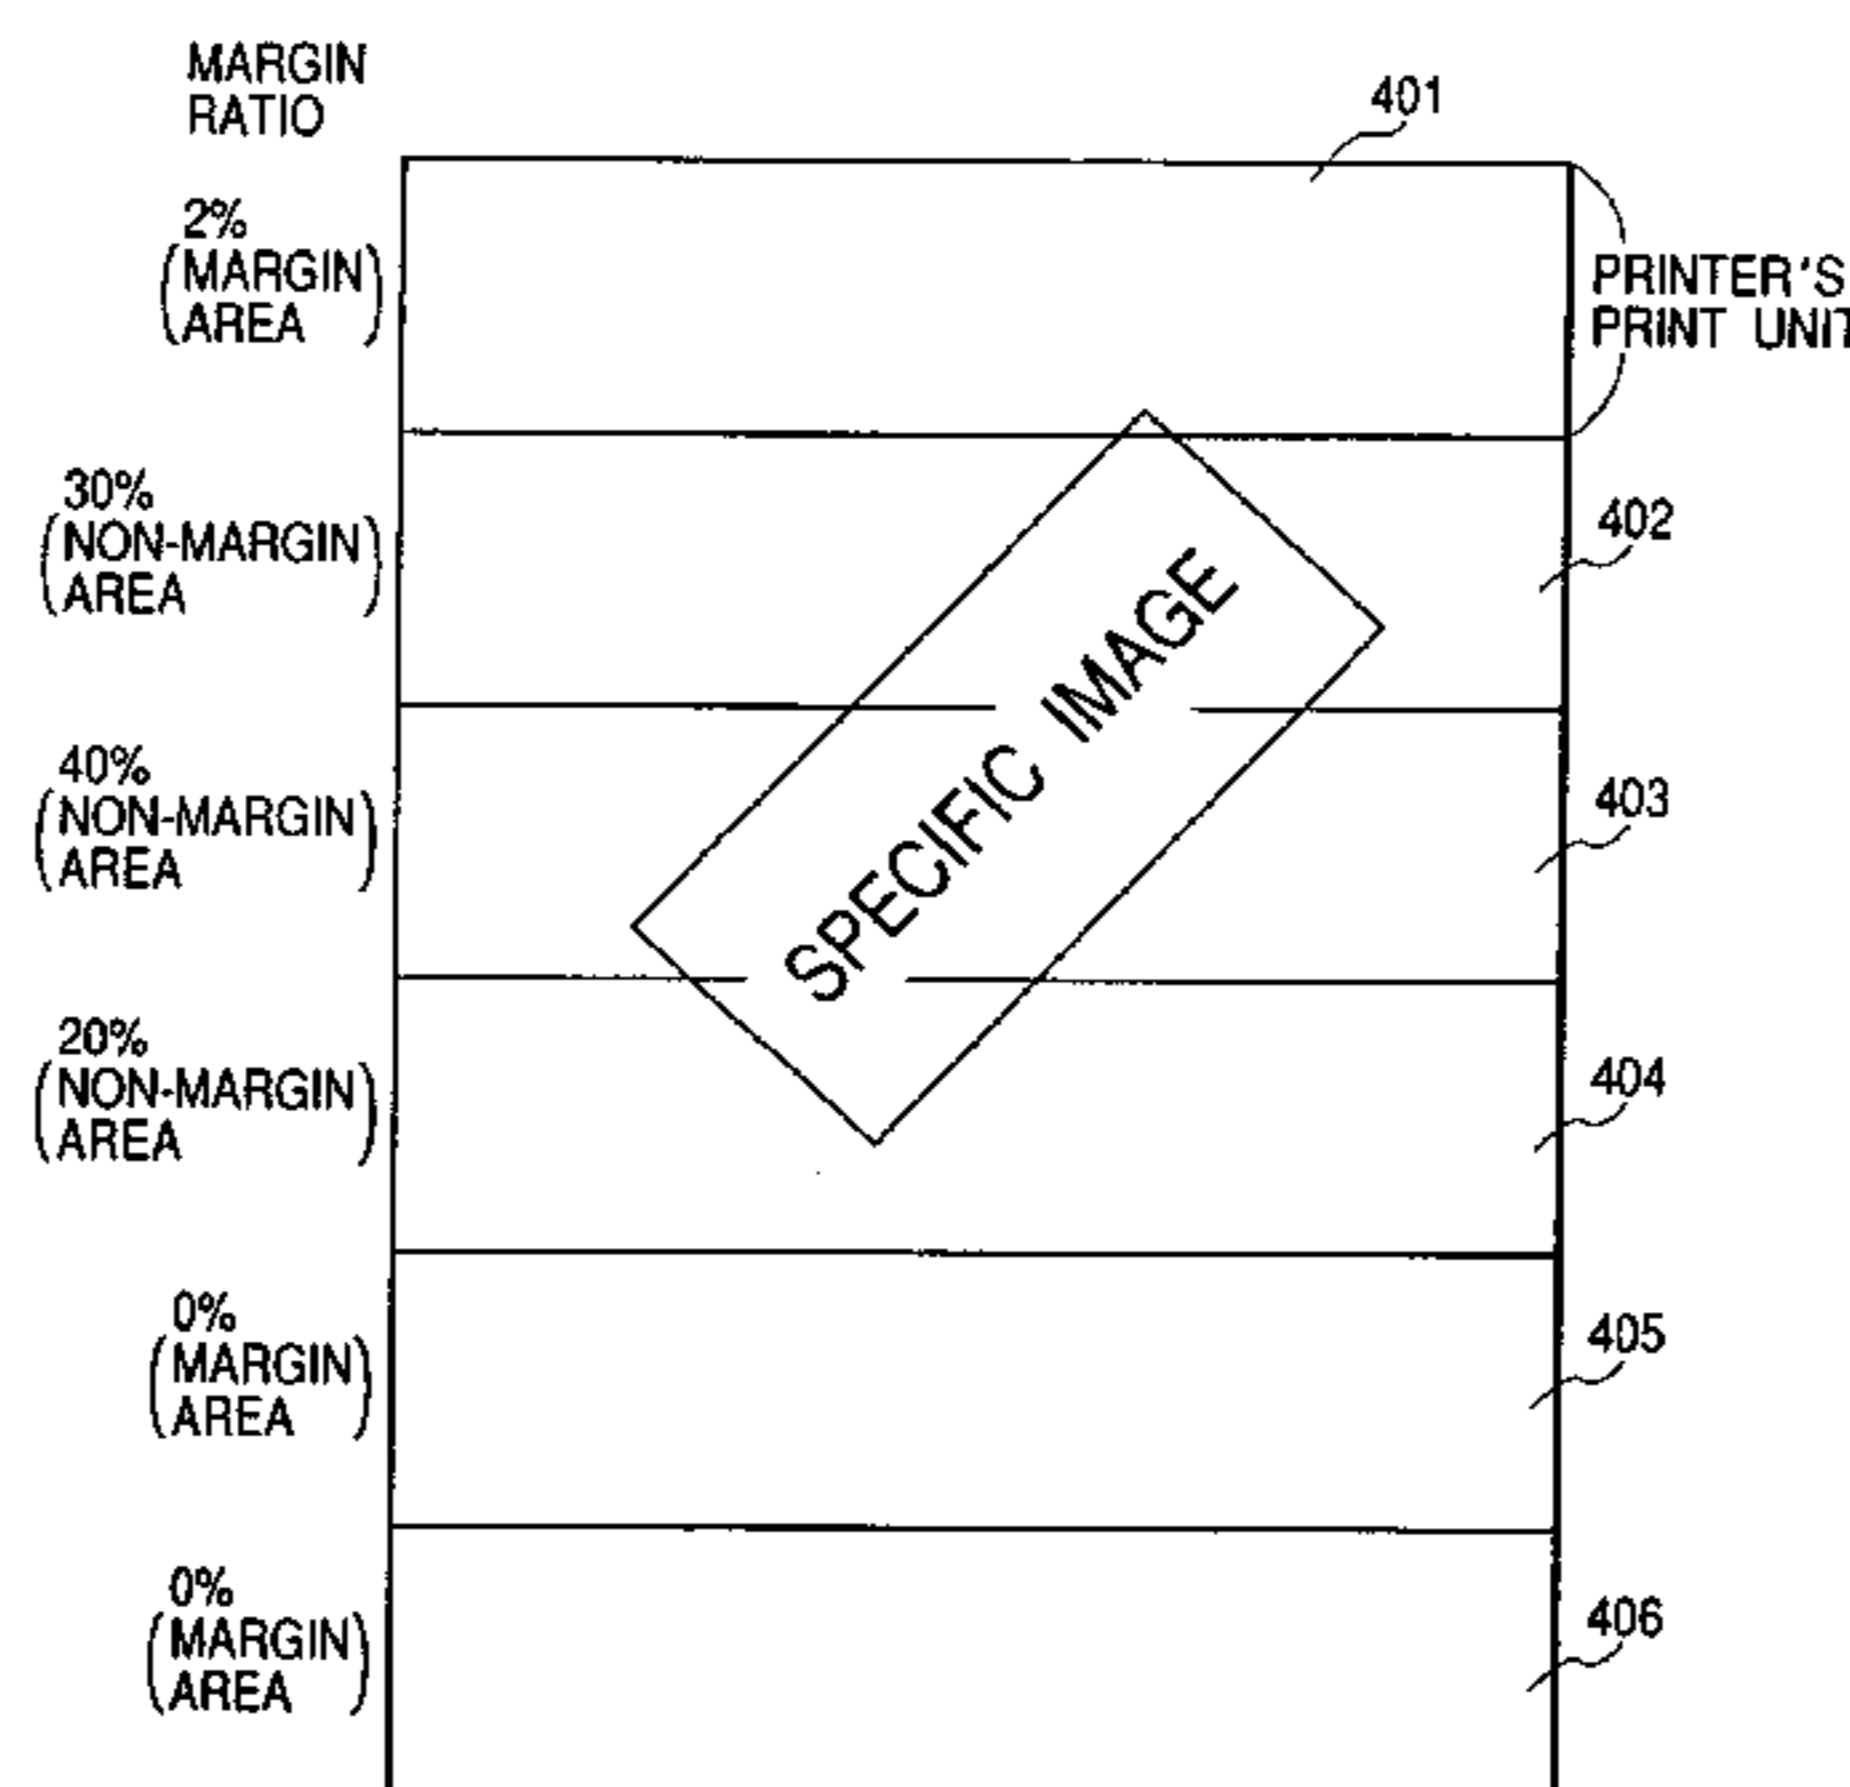 MARGIN
RATIO
401
2%
(MARGIN
AREA)
PRINTER'S
PRINT UNIT
30%
(NON-MARGIN
AREA)
402
SPECIFIC IMAGE
40%
(NON-MARGIN
AREA)
403
20%
(NON-MARGIN
AREA)
404
0%
(MARGIN
AREA)
405
0%
(MARGIN
AREA)
406